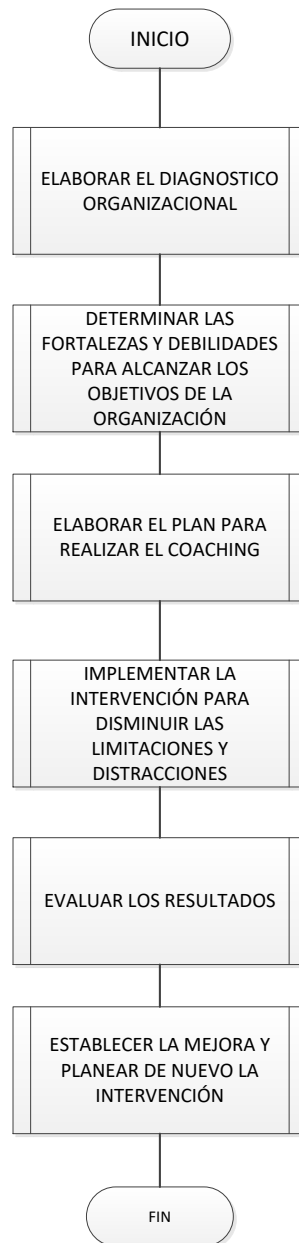 INICIO
ELABORAR EL DIAGNOSTICO
ORGANIZACIONAL
DETERMINAR LAS
FORTALEZAS Y DEBILIDADES
PARA ALCANZAR LOS
OBJETIVOS DE LA
ORGANIZACIÓN
ELABORAR EL PLAN PARA
REALIZAR EL COACHING
IMPLEMENTAR LA
INTERVENCIÓN PARA
DISMINUIR LAS
LIMITACIONES Y
DISTRACCIONES
EVALUAR LOS RESULTADOS
ESTABLECER LA MEJORA Y
PLANEAR DE NUEVO LA
INTERVENCIÓN
FIN